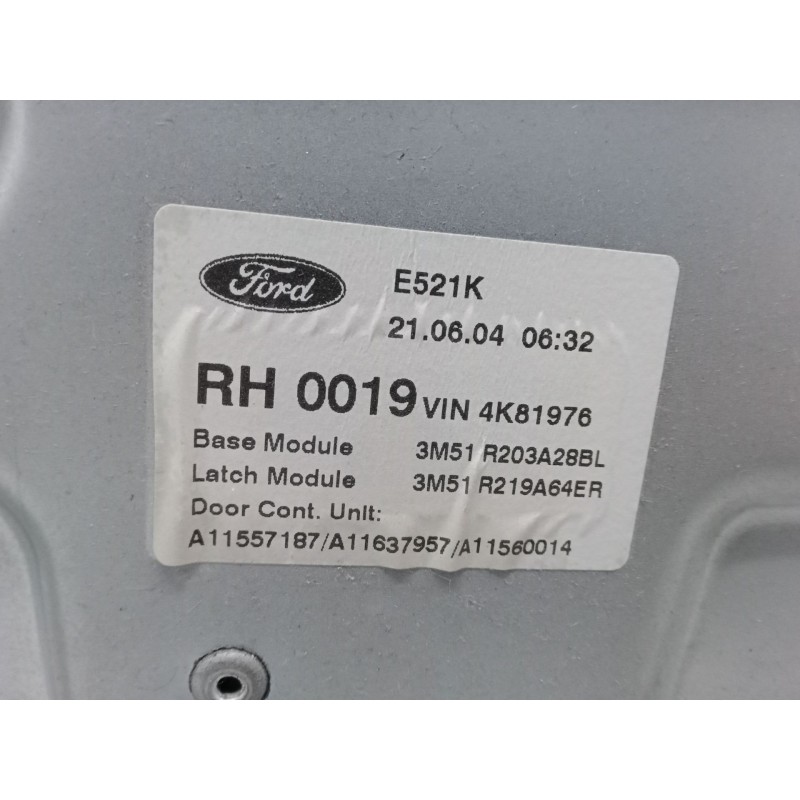 Ford
E521K
21.06.04 06:32
RH 0019 VIN 4K81976
Base Module 3M51 R203A28BL
Latch Module 3M51 R219A64ER
Door Cont. Unit:
A11557187/A11637957/A11560014